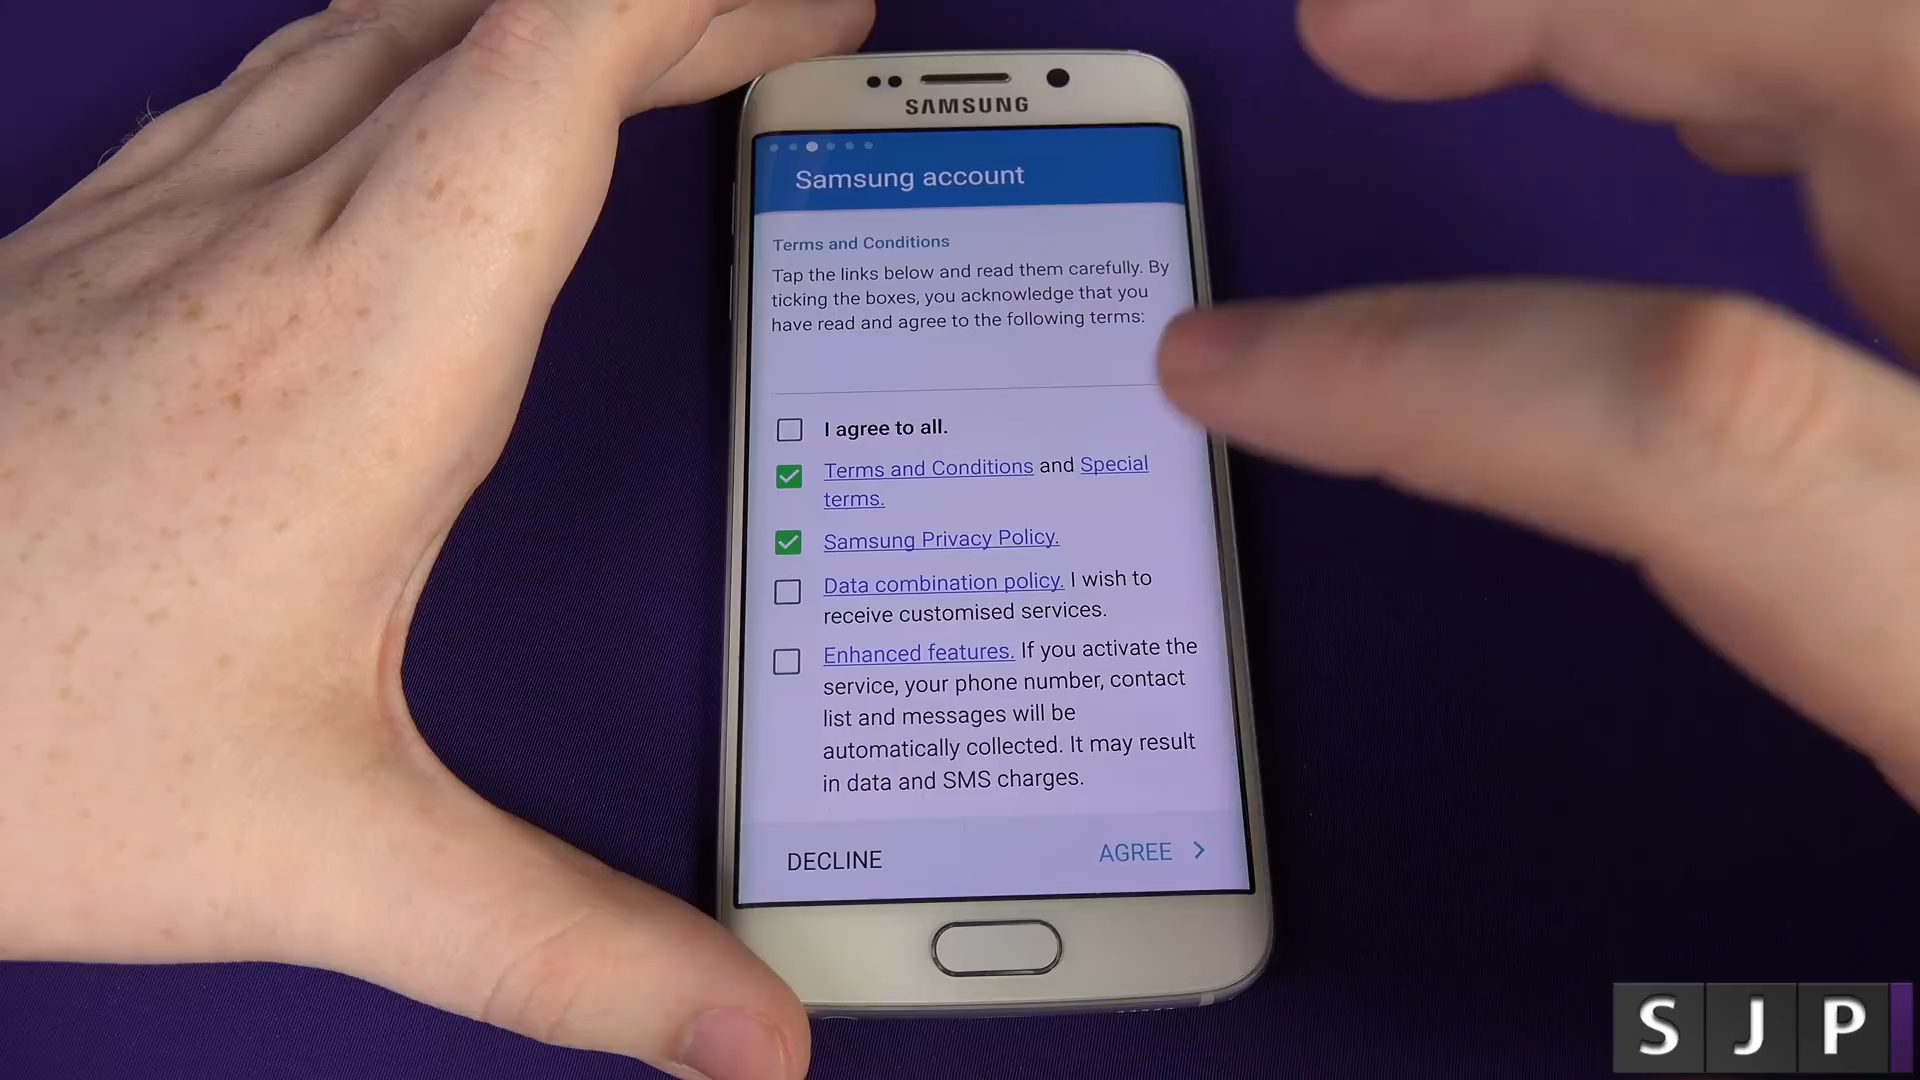 SAMSUNG
Samsung account
Terms and Conditions
Tap the links below and read them carefully. By
ticking the boxes, you acknowledge that you
have read and agree to the following terms:
I agree to all.
Terms and Conditions and Special
terms.
Samsung Privacy Policy.
Data combination policy. I wish to
receive customised services.
Enhanced features. If you activate the
service, your phone number, contact
list and messages will be
automatically collected. It may result
in data and SMS charges.
DECLINE
AGREE >
SJP